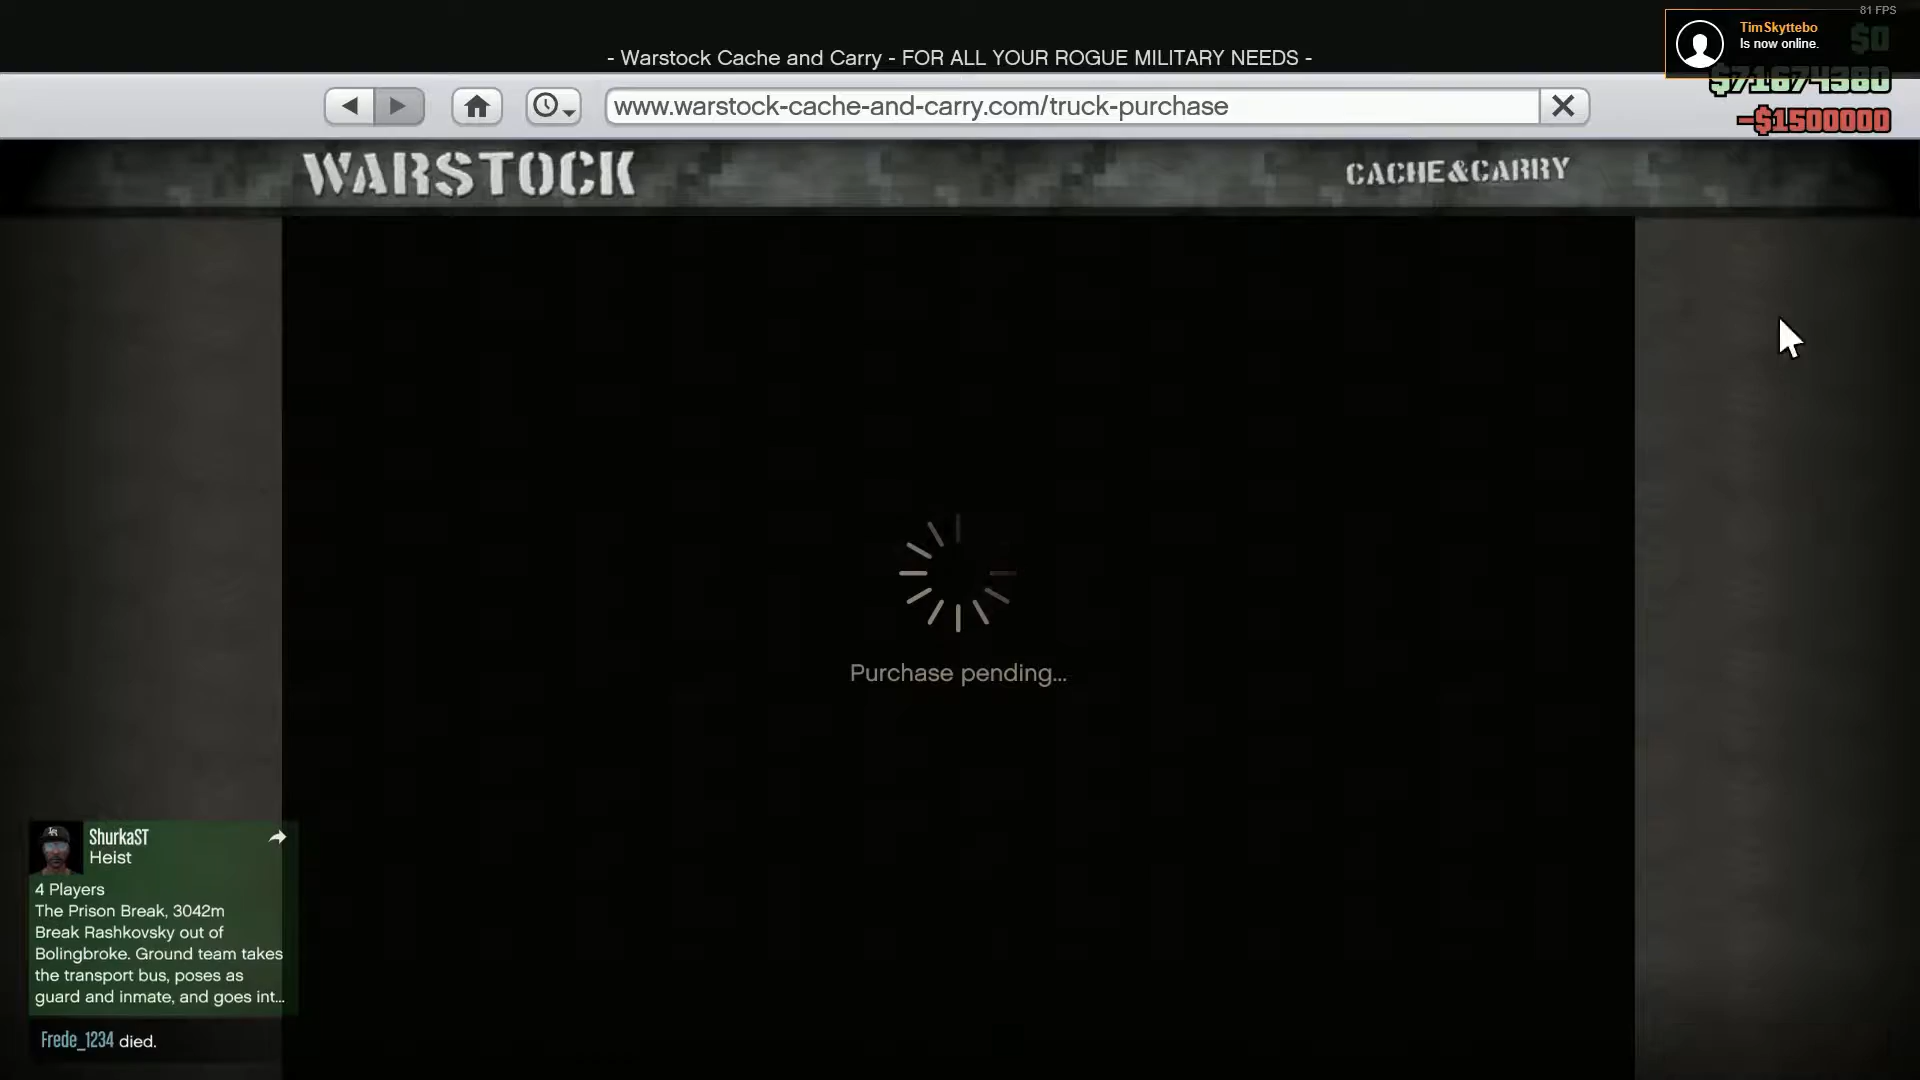 81 FPS
TimSkyttebo
Is now online.
$0
- Warstock Cache and Carry - FOR ALL YOUR ROGUE MILITARY NEEDS -
$71674380
www.warstock-cache-and-carry.com/truck-purchase
-$1500000
WARSTOCK
CACHE&CARRY
Purchase pending...
ShurkaST
Heist
4 Players
The Prison Break, 3042m
Break Rashkovsky out of
Bolingbroke. Ground team takes
the transport bus, poses as
guard and inmate, and goes int...
Frede_1234 died.